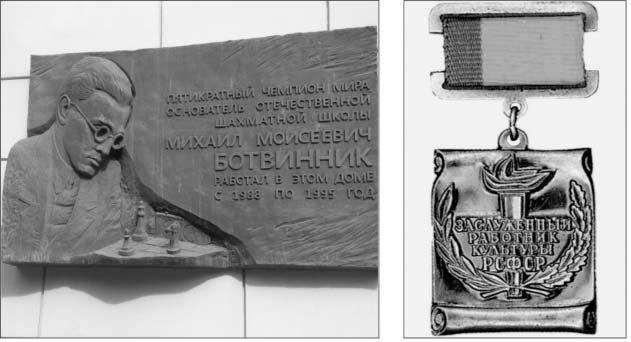 ПЯТИКРАТНЫЙ ЧЕМПИОН МИРА
ОСНОВАТЕЛЬ ОТЕЧЕСТВЕННОЙ
ШАХМАТНОЙ ШКОЛЫ
МИХАИЛ МОИСЕЕВИЧ
БОТВИННИК
РАБОТАЛ В ЭТОМ ДОМЕ
С 1988 ПО 1995 ГОД
ЗАСЛУЖЕННЫЙ
РАБОТНИК
КУЛЬТУРЫ
РСФСР